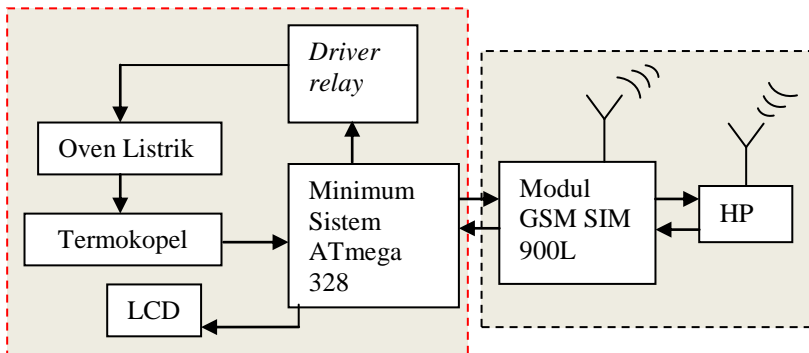 Driver
relay
Oven Listrik
Termokopel
LCD
Minimum
Sistem
ATmega
328
Modul
GSM SIM
900L
HP